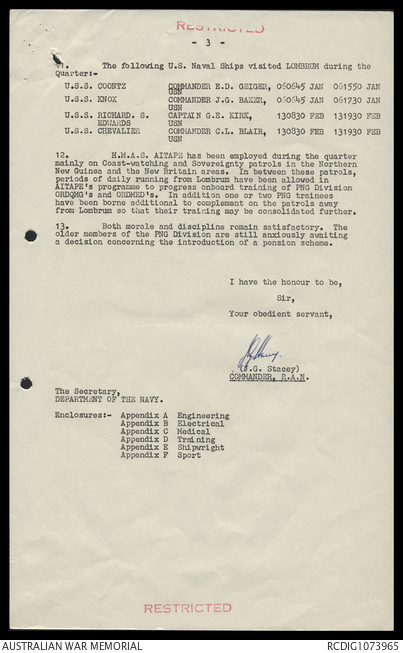 RESTRICTED
- 3 -
11. The following U.S. Naval Ships visited LOMBRUM during the
Quarter:-
U.S.S. COONTZ COMMANDER E.D. GEIGER, 060645 JAN 061550 JAN
USN
U.S.S. KNOX COMMANDER J.G. BAKER, 060645 JAN 061730 JAN
USN
U.S.S. RICHARD. S. CAPTAIN G.E. KIRK, 130830 FEB 131930 FEB
EDUARDS USN
U.S.S. CHEVALIER COMMANDER C.L. BLAIR, 130830 FEB 131930 FEB
USN
12. H.M.A.S. AITAPE has been employed during the quarter
mainly on Coast-watching and Sovereignty patrols in the Northern
New Guinea and the New Britain areas. In between these patrols,
periods of daily running from Lombrum have been allowed in
AITAPE's programme to progress onboard training of PNG Division
ORDQMG's and ORDMEM's. In addition one or two PNG trainees
have been borne additional to complement on the patrols away
from Lombrum so that their training may be consolidated further.
13. Both morale and discipline remain satisfactory. The
older members of the PNG Division are still anxiously awaiting
a decision concerning the introduction of a pension scheme.
I have the honour to be,
Sir,
Your obedient servant,
(J.G. Stacey)
COMMANDER, R.A.N.
The Secretary,
DEPARTMENT OF THE NAVY.
Enclosures:- Appendix A Engineering
Appendix B Electrical
Appendix C Medical
Appendix D Training
Appendix E Shipwright
Appendix F Sport
RESTRICTED
AUSTRALIAN WAR MEMORIAL RCDIG1073965